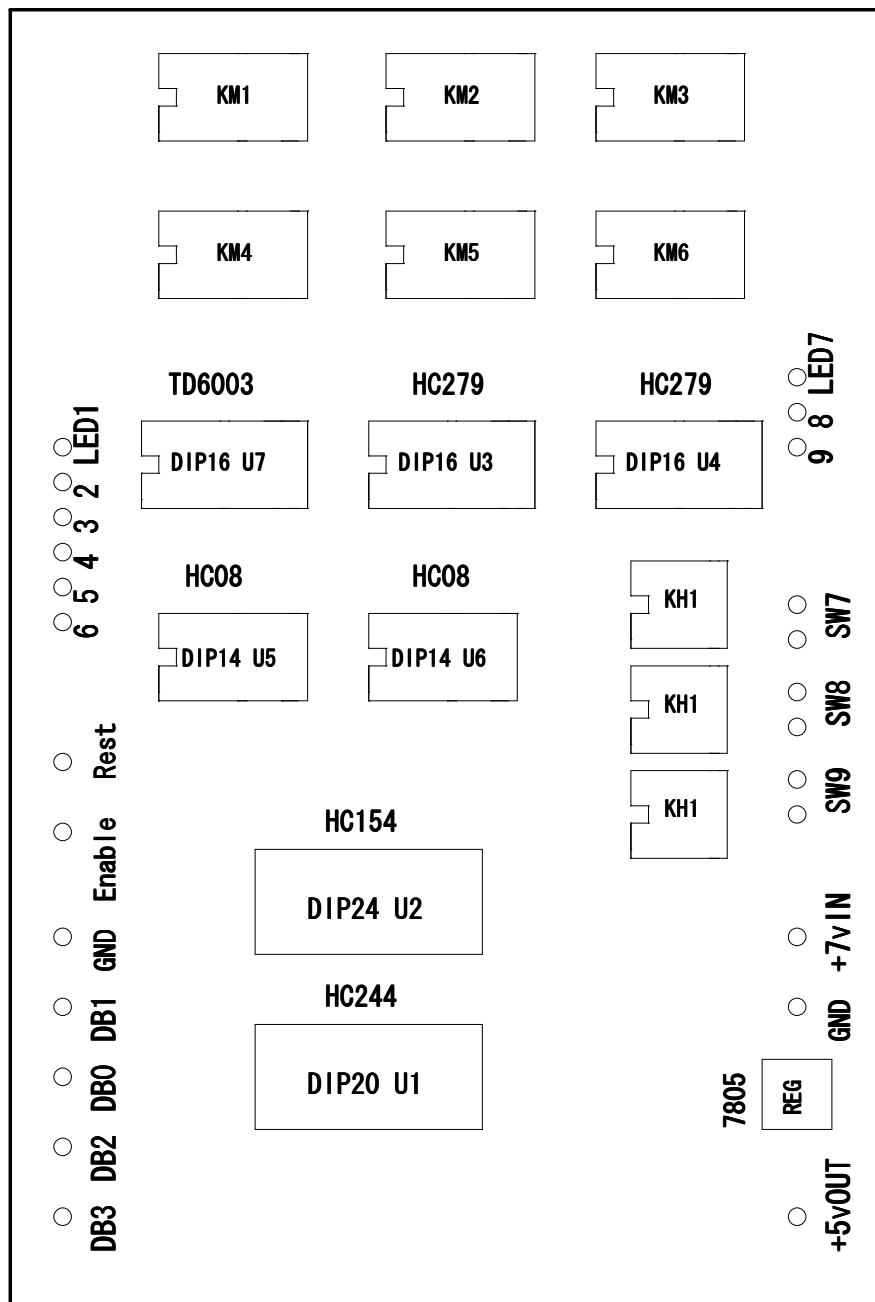 KM1 KM2 KM3
KM4 KM5 KM6
TD6003 HC279 HC279
DIP16 U7 DIP16 U3 DIP16 U4
LED7
8
9
LED1
2
3
4
5
6
HC08 HC08
DIP14 U5 DIP14 U6
KH1
KH1
KH1
SW7
SW8
SW9
Rest
Enable
GND
DB1
DB0
DB2
DB3
HC154
DIP24 U2
HC244
DIP20 U1
+7vIN
GND
7805
REG
+5vOUT